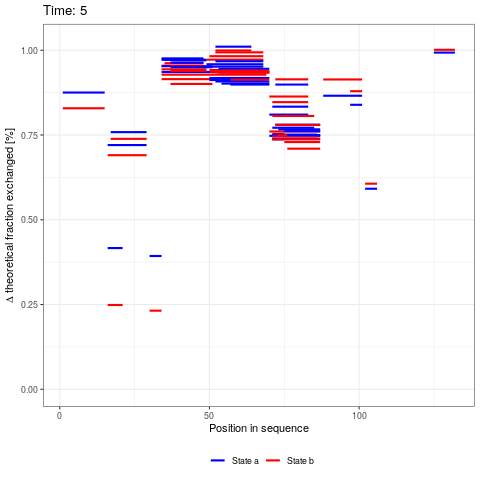 Time: 5
Δ theoretical fraction exchanged [%]
1.00
0.75
0.50
0.25
0.00
0 50 100
Position in sequence
State a State b